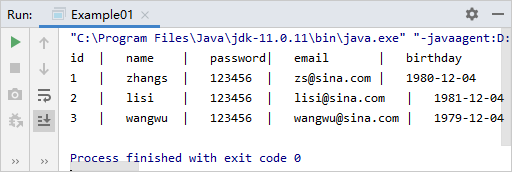 Run: Example01
"C:\Program Files\Java\jdk-11.0.11\bin\java.exe" "-javaagent:D:
id | name | password| email | birthday
1 | zhangs | 123456 | zs@sina.com | 1980-12-04
2 | lisi | 123456 | lisi@sina.com | 1981-12-04
3 | wangwu | 123456 | wangwu@sina.com | 1979-12-04
Process finished with exit code 0